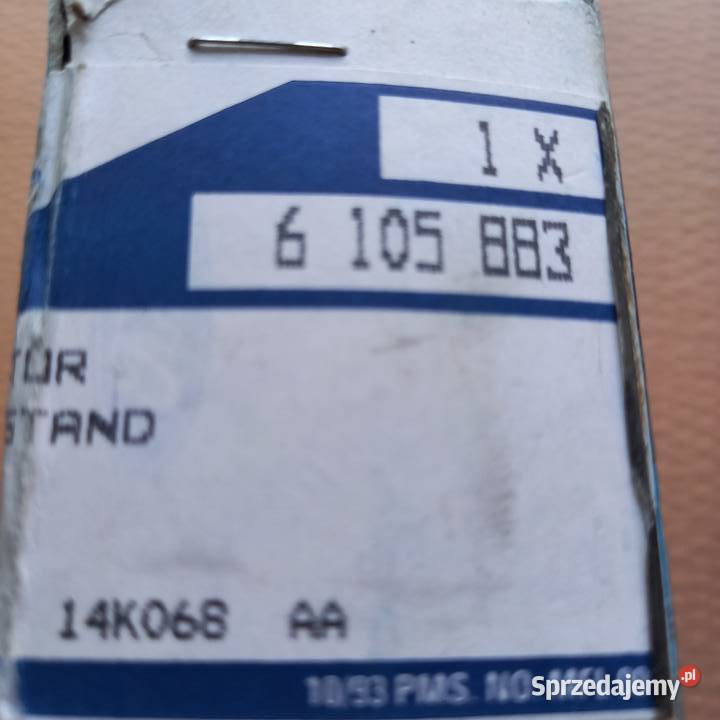 1 X
6 105 883
TOR
STAND
14K068 AA
10/93 PMS. NO.
Sprzedajemy.pl